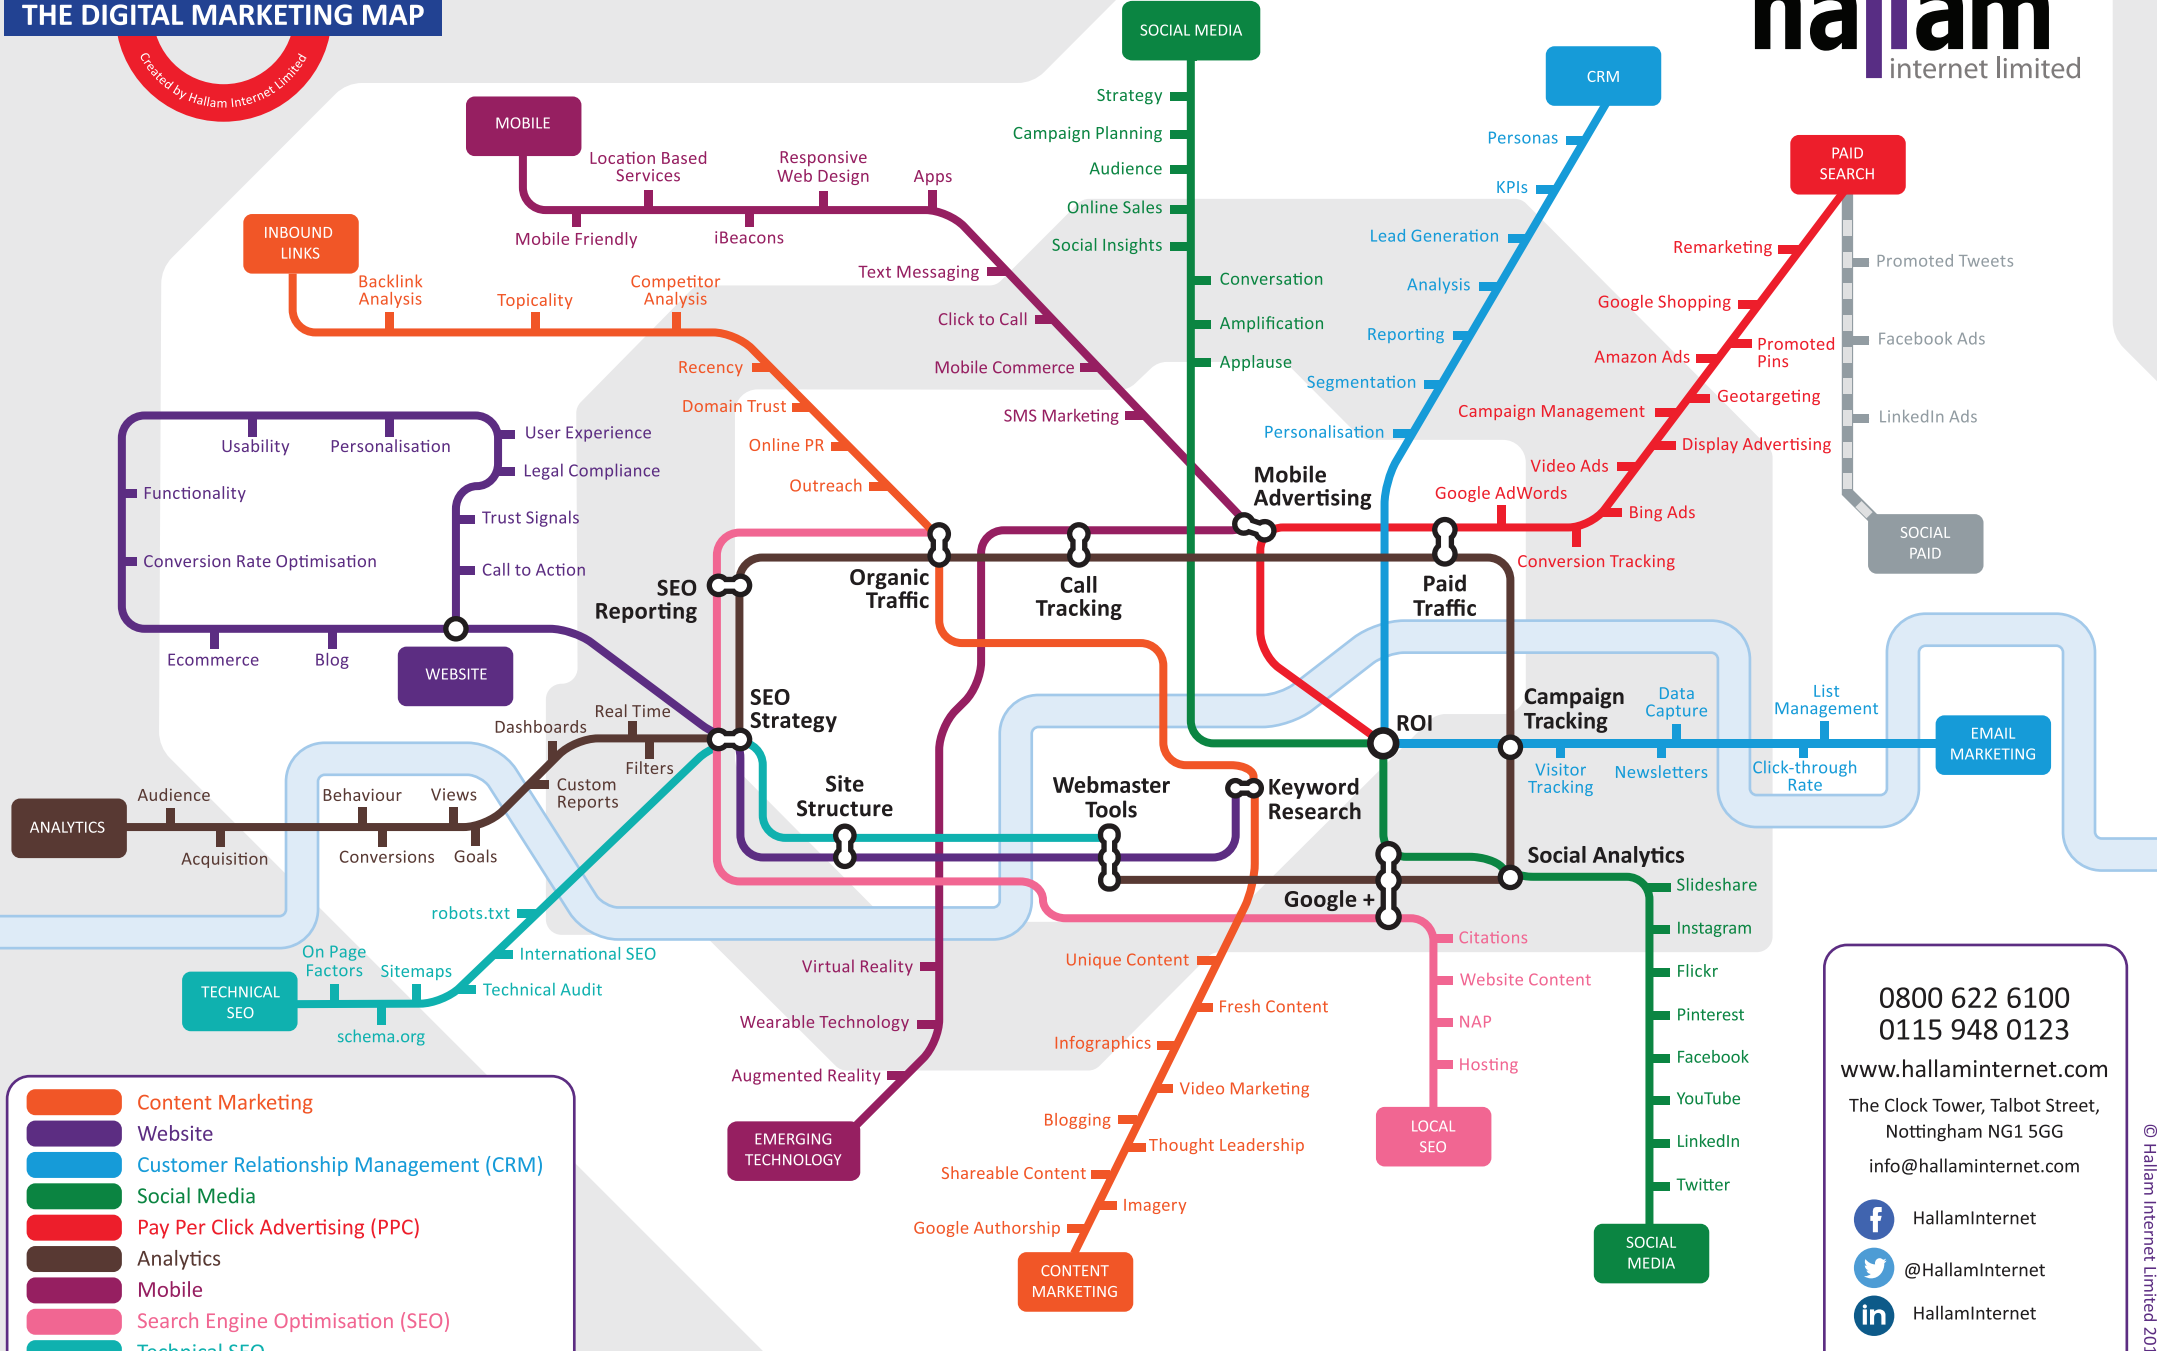 THE DIGITAL MARKETING MAP
Created by Hallam Internet Limited
hallam
internet limited
SOCIAL MEDIA
Strategy
Campaign Planning
Audience
Online Sales
Social Insights
Conversation
Amplification
Applause
CRM
Personas
KPIs
Lead Generation
Analysis
Reporting
Segmentation
Personalisation
PAID
SEARCH
Remarketing
Google Shopping
Promoted
Pins
Amazon Ads
Geotargeting
Campaign Management
Display Advertising
Video Ads
Google AdWords
Bing Ads
Conversion Tracking
Promoted Tweets
Facebook Ads
LinkedIn Ads
SOCIAL
PAID
MOBILE
Location Based
Services
Responsive
Web Design
Apps
Mobile Friendly
iBeacons
Text Messaging
Click to Call
Mobile Commerce
SMS Marketing
Mobile
Advertising
INBOUND
LINKS
Backlink
Analysis
Topicality
Competitor
Analysis
Recency
Domain Trust
Online PR
Outreach
Usability
Personalisation
User Experience
Legal Compliance
Functionality
Trust Signals
Conversion Rate Optimisation
Call to Action
Ecommerce
Blog
WEBSITE
SEO
Reporting
Organic
Traffic
Call
Tracking
Paid
Traffic
SEO
Strategy
ROI
Campaign
Tracking
Data
Capture
List
Management
EMAIL
MARKETING
Visitor
Tracking
Newsletters
Click-through
Rate
Site
Structure
Webmaster
Tools
Keyword
Research
Social Analytics
Google +
ANALYTICS
Audience
Acquisition
Behaviour
Conversions
Views
Goals
Dashboards
Custom
Reports
Real Time
Filters
robots.txt
International SEO
On Page
Factors
Sitemaps
Technical Audit
TECHNICAL
SEO
schema.org
Virtual Reality
Wearable Technology
Augmented Reality
EMERGING
TECHNOLOGY
Unique Content
Fresh Content
Infographics
Video Marketing
Blogging
Thought Leadership
Shareable Content
Imagery
Google Authorship
CONTENT
MARKETING
Citations
Website Content
NAP
Hosting
LOCAL
SEO
Slideshare
Instagram
Flickr
Pinterest
Facebook
YouTube
LinkedIn
Twitter
SOCIAL
MEDIA
Content Marketing
Website
Customer Relationship Management (CRM)
Social Media
Pay Per Click Advertising (PPC)
Analytics
Mobile
Search Engine Optimisation (SEO)
Technical SEO
0800 622 6100
0115 948 0123
www.hallaminternet.com
The Clock Tower, Talbot Street,
Nottingham NG1 5GG
info@hallaminternet.com
f HallamInternet
@HallamInternet
in HallamInternet
© Hallam Internet Limited 201